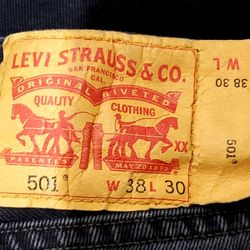 LEVI STRAUSS & CO.
SAN FRANCISCO
CAL.
ORIGINAL RIVETED
QUALITY CLOTHING
XX
PATENTED MAY 20 1873
501® W 38 L 30
W L
38 30
501®